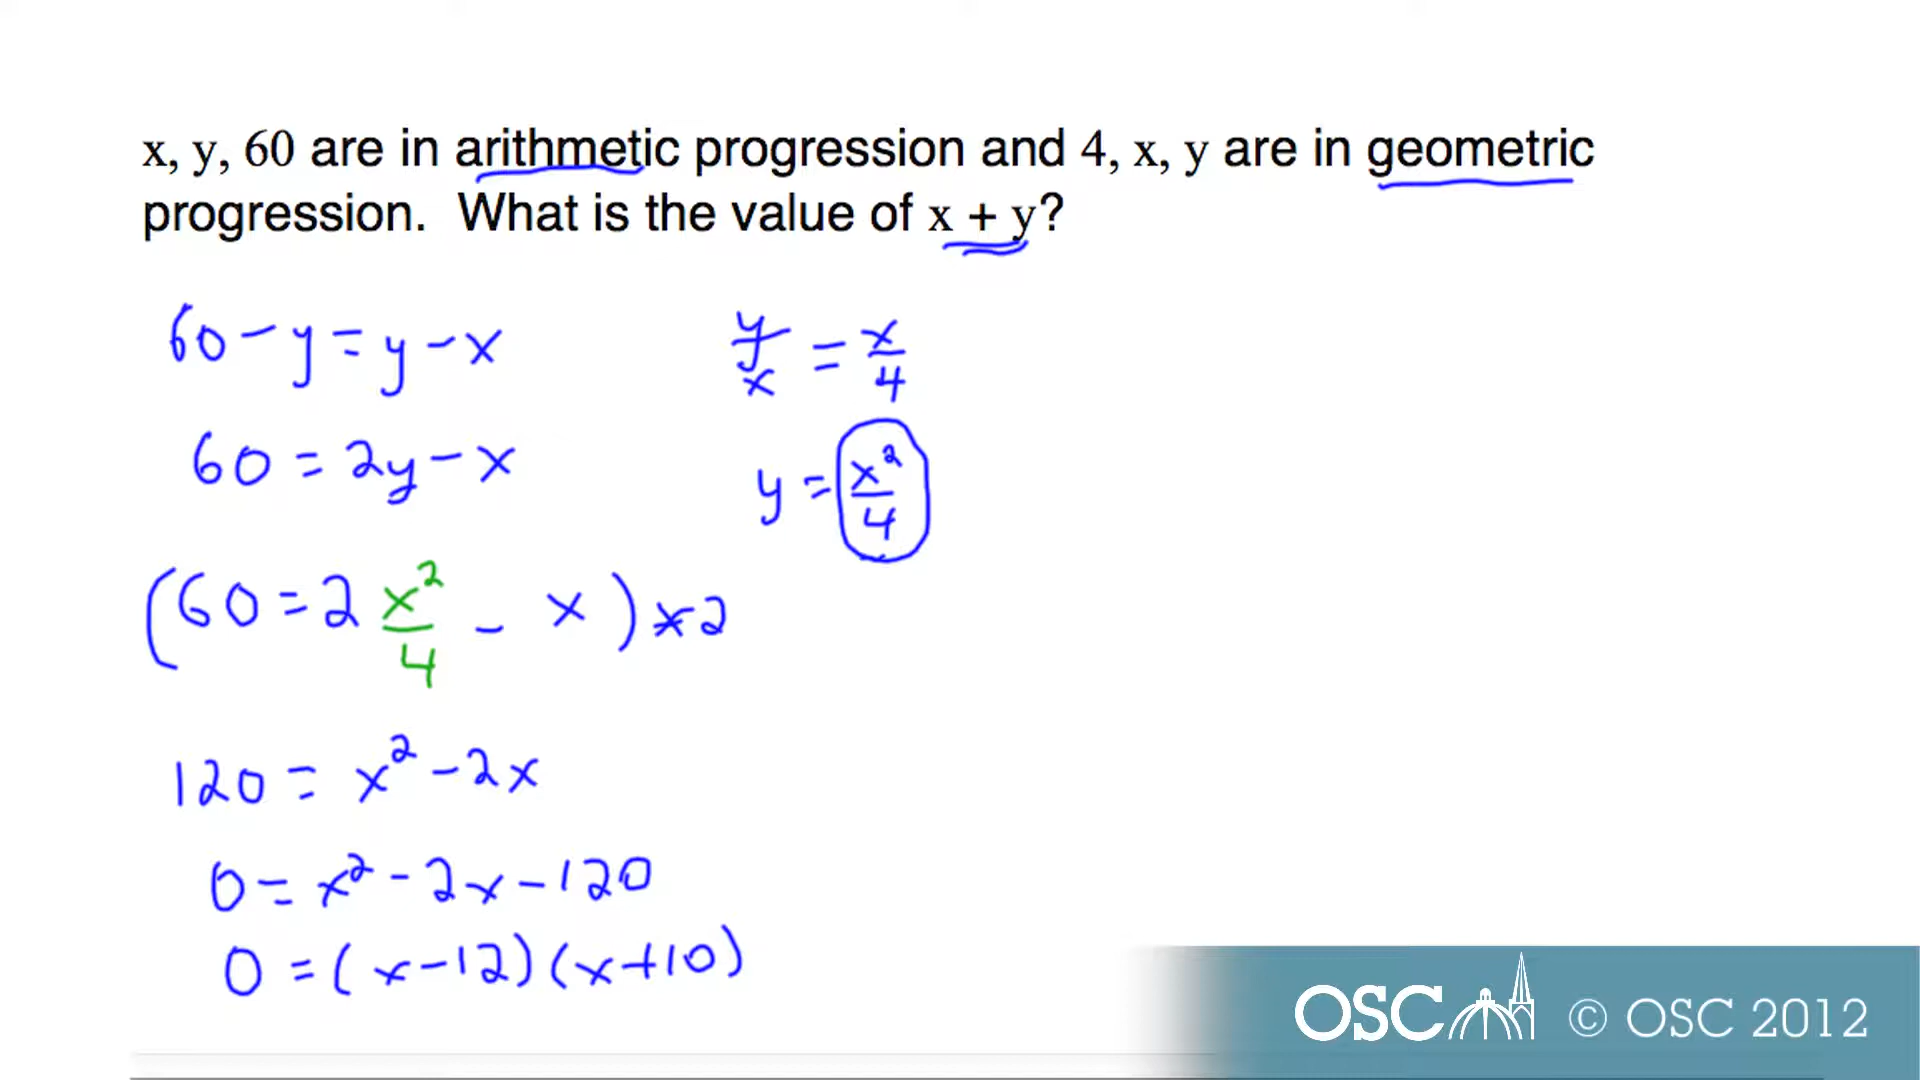 x, y, 60 are in arithmetic progression and 4, x, y are in geometric
progression. What is the value of x + y?
60 - y = y - x
y/x = x/4
60 = 2y - x
y = x²/4
(60 = 2 x²/4 - x) × 2
120 = x² - 2x
0 = x² - 2x - 120
0 = (x - 12)(x + 10)
OSC © OSC 2012